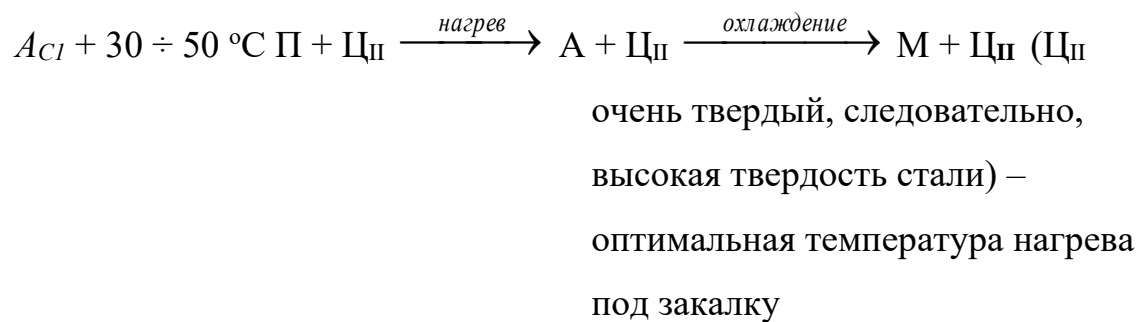 A_C1 + 30 ÷ 50 ºС П + Ц_II —нагрев→ А + Ц_II —охлаждение→ М + Ц_II (Ц_II
очень твердый, следовательно,
высокая твердость стали) –
оптимальная температура нагрева
под закалку